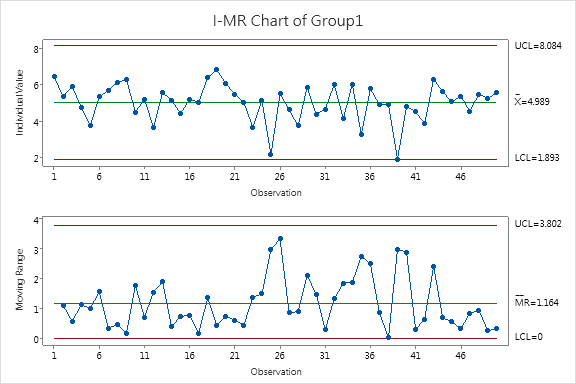 I-MR Chart of Group1
UCL=8.084
X̄=4.989
LCL=1.893
Individual Value
8
6
4
2
1 6 11 16 21 26 31 36 41 46
Observation
UCL=3.802
M̅R̅=1.164
LCL=0
Moving Range
4
3
2
1
0
1 6 11 16 21 26 31 36 41 46
Observation